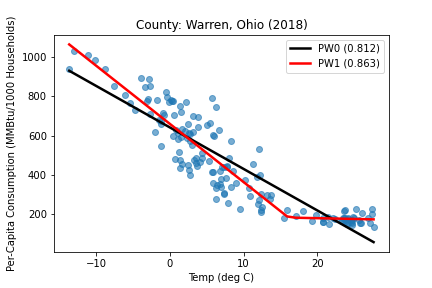 County: Warren, Ohio (2018)
Per-Capita Consumption (MMBtu/1000 Households)
1000
800
600
400
200
PW0 (0.812)
PW1 (0.863)
−10
0
10
20
Temp (deg C)